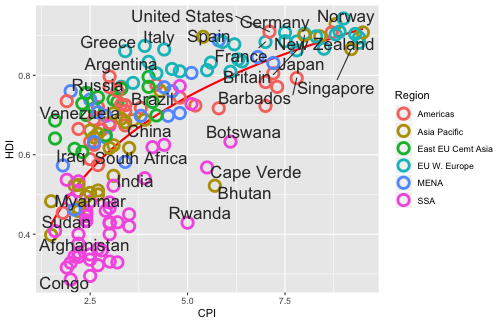 United States
Germany
Norway
Greece
Italy
Spain
New Zealand
Argentina
France
Japan
Russia
Britain
Singapore
Brazil
Barbados
Venezuela
China
Botswana
Iraq
South Africa
India
Cape Verde
Myanmar
Bhutan
Sudan
Rwanda
Afghanistan
Congo
0.8
0.6
0.4
HDI
2.5
5.0
7.5
CPI
Region
Americas
Asia Pacific
East EU Cemt Asia
EU W. Europe
MENA
SSA